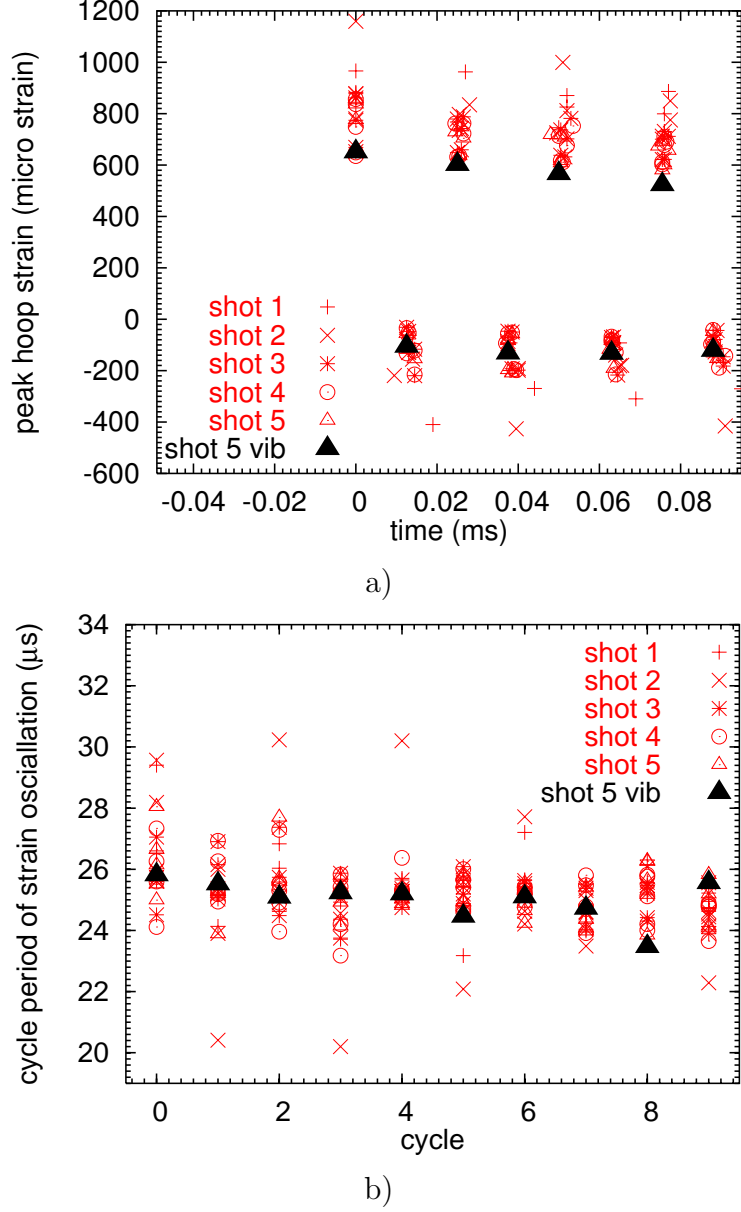 1200
1000
800
600
400
200
0
-200
-400
-600
peak hoop strain (micro strain)
shot 1
shot 2
shot 3
shot 4
shot 5
shot 5 vib
-0.04 -0.02 0 0.02 0.04 0.06 0.08
time (ms)
a)
34
32
30
28
26
24
22
20
cycle period of strain osciallation (μs)
shot 1
shot 2
shot 3
shot 4
shot 5
shot 5 vib
0 2 4 6 8
cycle
b)